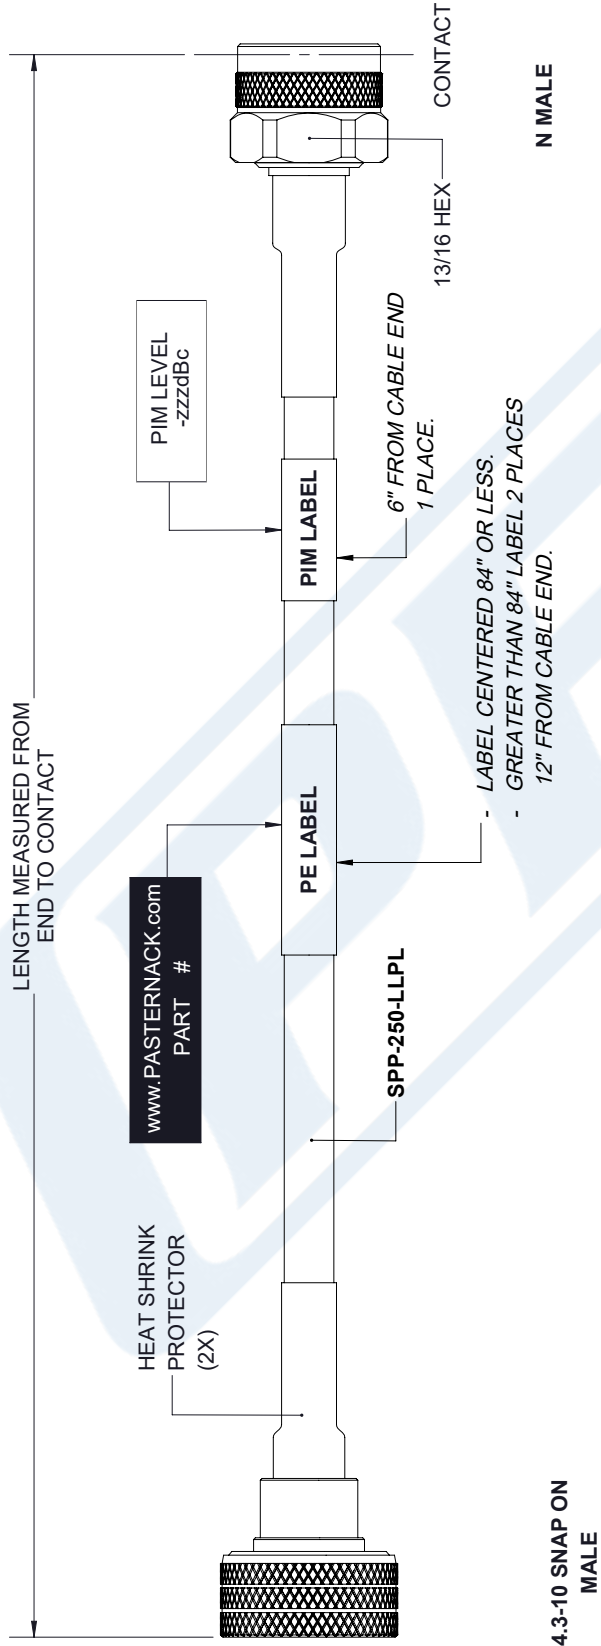 LENGTH MEASURED FROM
END TO CONTACT
HEAT SHRINK
PROTECTOR
(2X)
www.PASTERNACK.com
PART #
PIM LEVEL
-zzzdBc
PE LABEL
PIM LABEL
SPP-250-LLPL
6" FROM CABLE END
1 PLACE.
- LABEL CENTERED 84" OR LESS.
- GREATER THAN 84" LABEL 2 PLACES
12" FROM CABLE END.
13/16 HEX
CONTACT
4.3-10 SNAP ON
MALE
N MALE